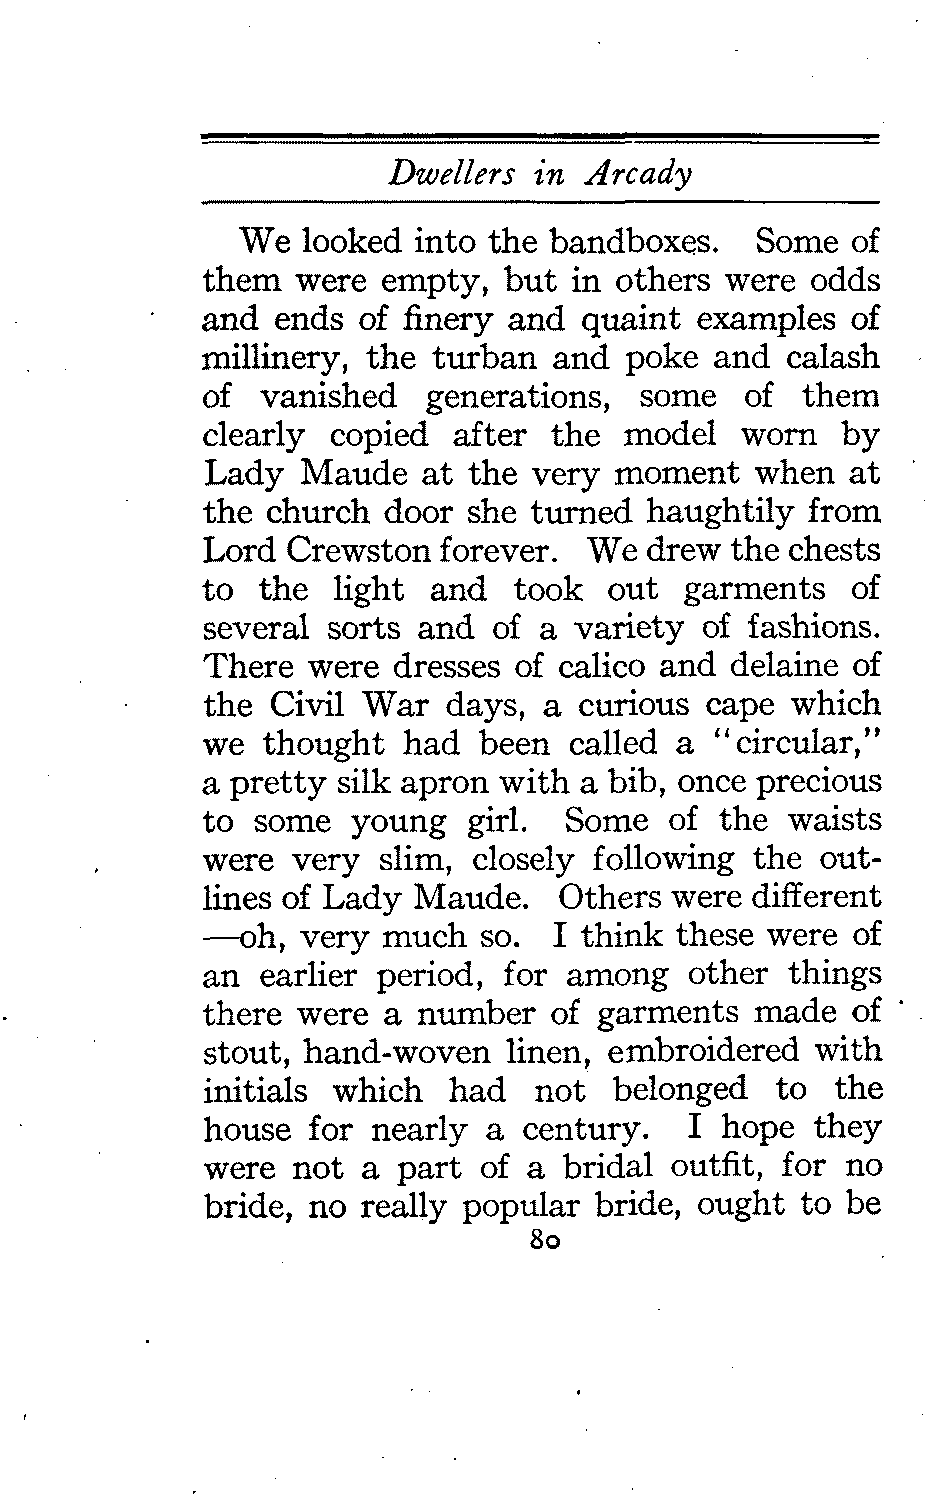 Dwellers in Arcady
We looked into the bandboxes. Some of
them were empty, but in others were odds
and ends of finery and quaint examples of
millinery, the turban and poke and calash
of vanished generations, some of them
clearly copied after the model worn by
Lady Maude at the very moment when at
the church door she turned haughtily from
Lord Crewston forever. We drew the chests
to the light and took out garments of
several sorts and of a variety of fashions.
There were dresses of calico and delaine of
the Civil War days, a curious cape which
we thought had been called a "circular,"
a pretty silk apron with a bib, once precious
to some young girl. Some of the waists
were very slim, closely following the out-
lines of Lady Maude. Others were different
—oh, very much so. I think these were of
an earlier period, for among other things
there were a number of garments made of
stout, hand-woven linen, embroidered with
initials which had not belonged to the
house for nearly a century. I hope they
were not a part of a bridal outfit, for no
bride, no really popular bride, ought to be
80